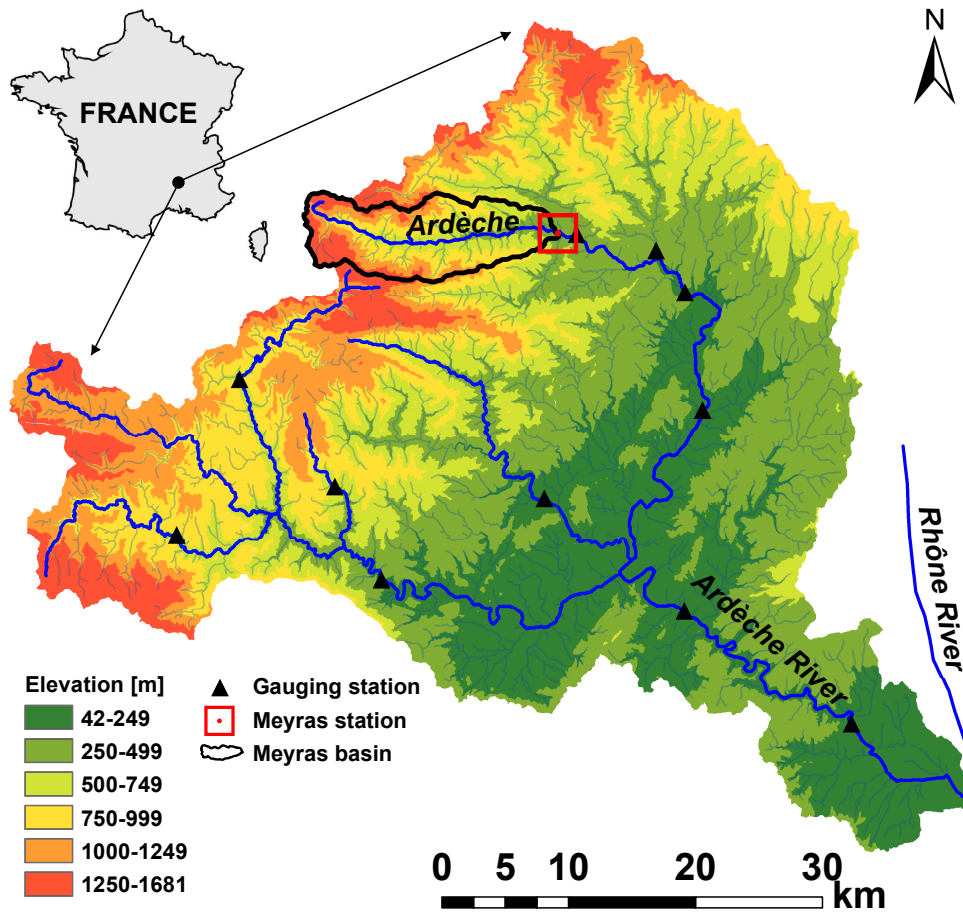 FRANCE
N
Ardèche
Rhône River
Ardèche River
Elevation [m]
42-249
250-499
500-749
750-999
1000-1249
1250-1681
Gauging station
Meyras station
Meyras basin
0 5 10 20 30
km